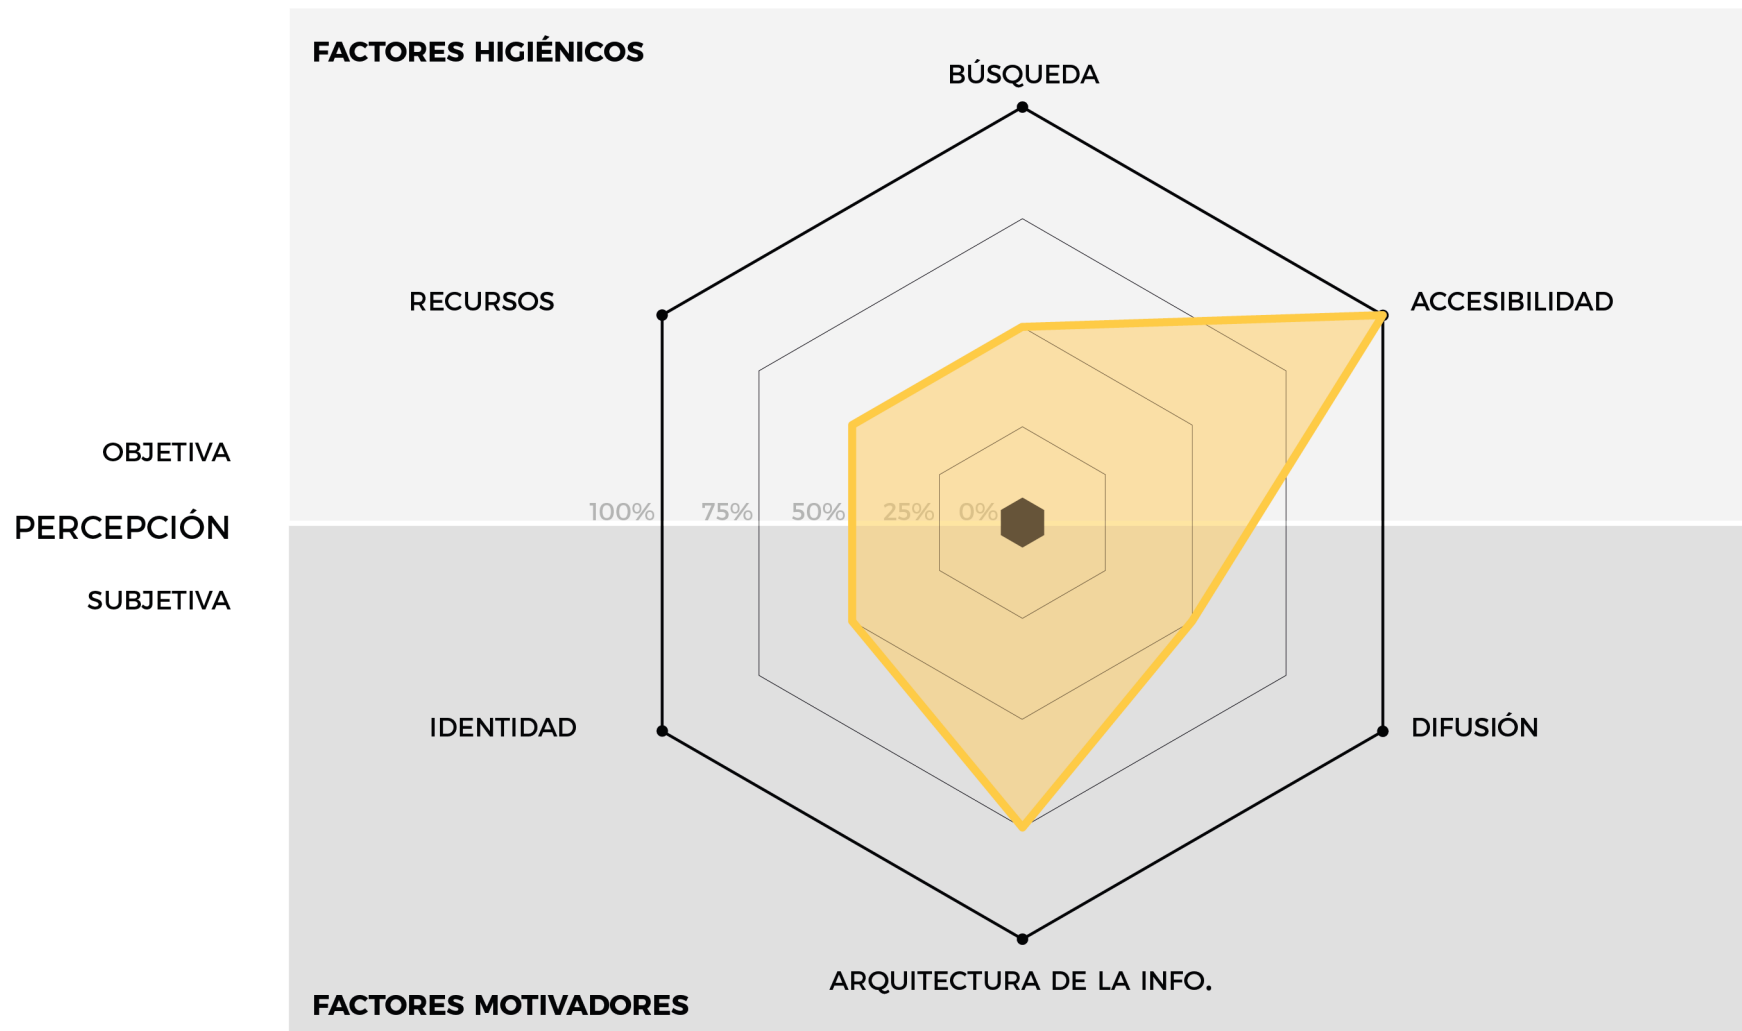 FACTORES HIGIÉNICOS
BÚSQUEDA
RECURSOS
ACCESIBILIDAD
OBJETIVA
100% 75% 50% 25% 0%
PERCEPCIÓN
SUBJETIVA
IDENTIDAD
DIFUSIÓN
ARQUITECTURA DE LA INFO.
FACTORES MOTIVADORES